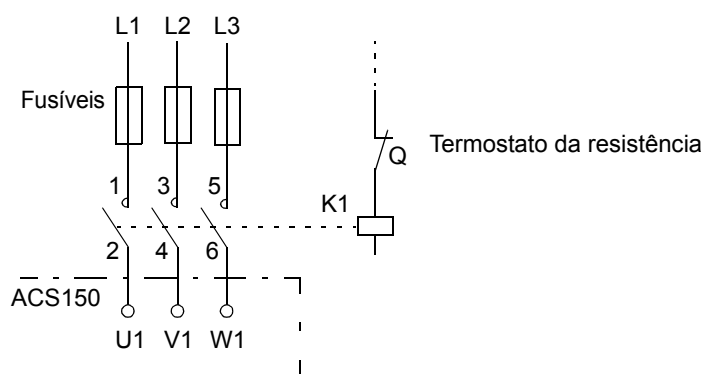 L1 L2 L3
Fusíveis
Termostato da resistência
Q
1 3 5
K1
2 4 6
ACS150
U1 V1 W1